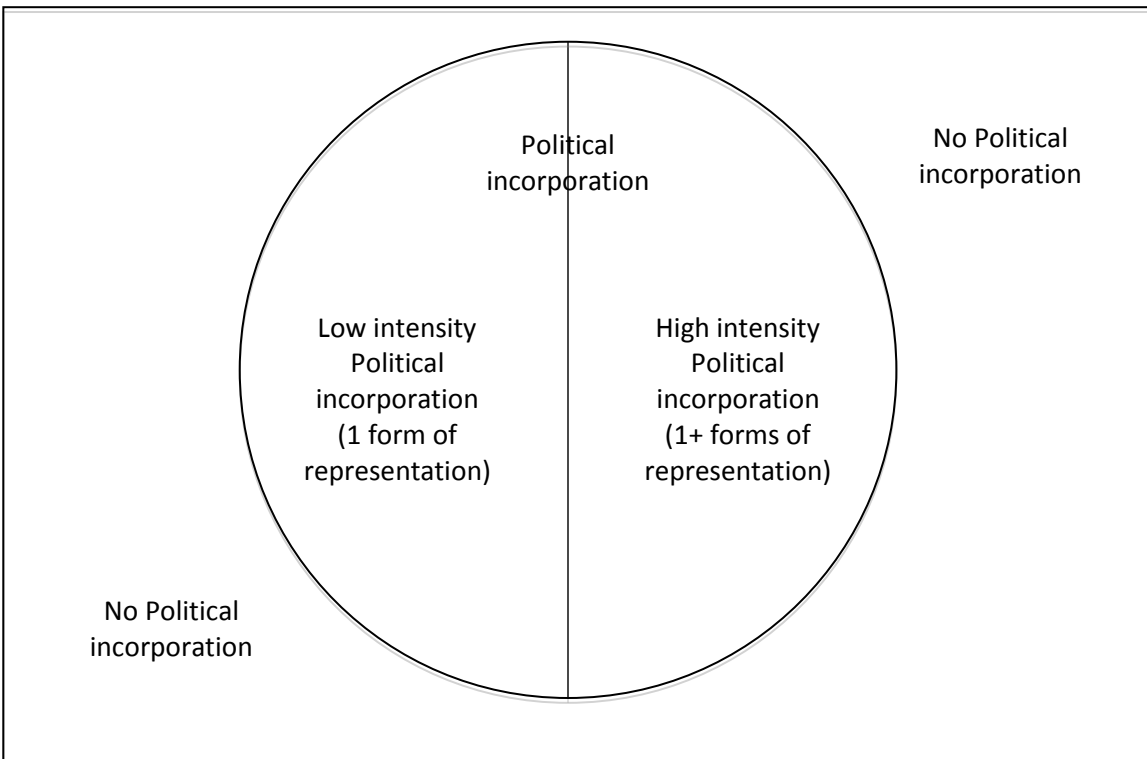 Political
incorporation
No Political
incorporation
Low intensity
Political
incorporation
(1 form of
representation)
High intensity
Political
incorporation
(1+ forms of
representation)
No Political
incorporation